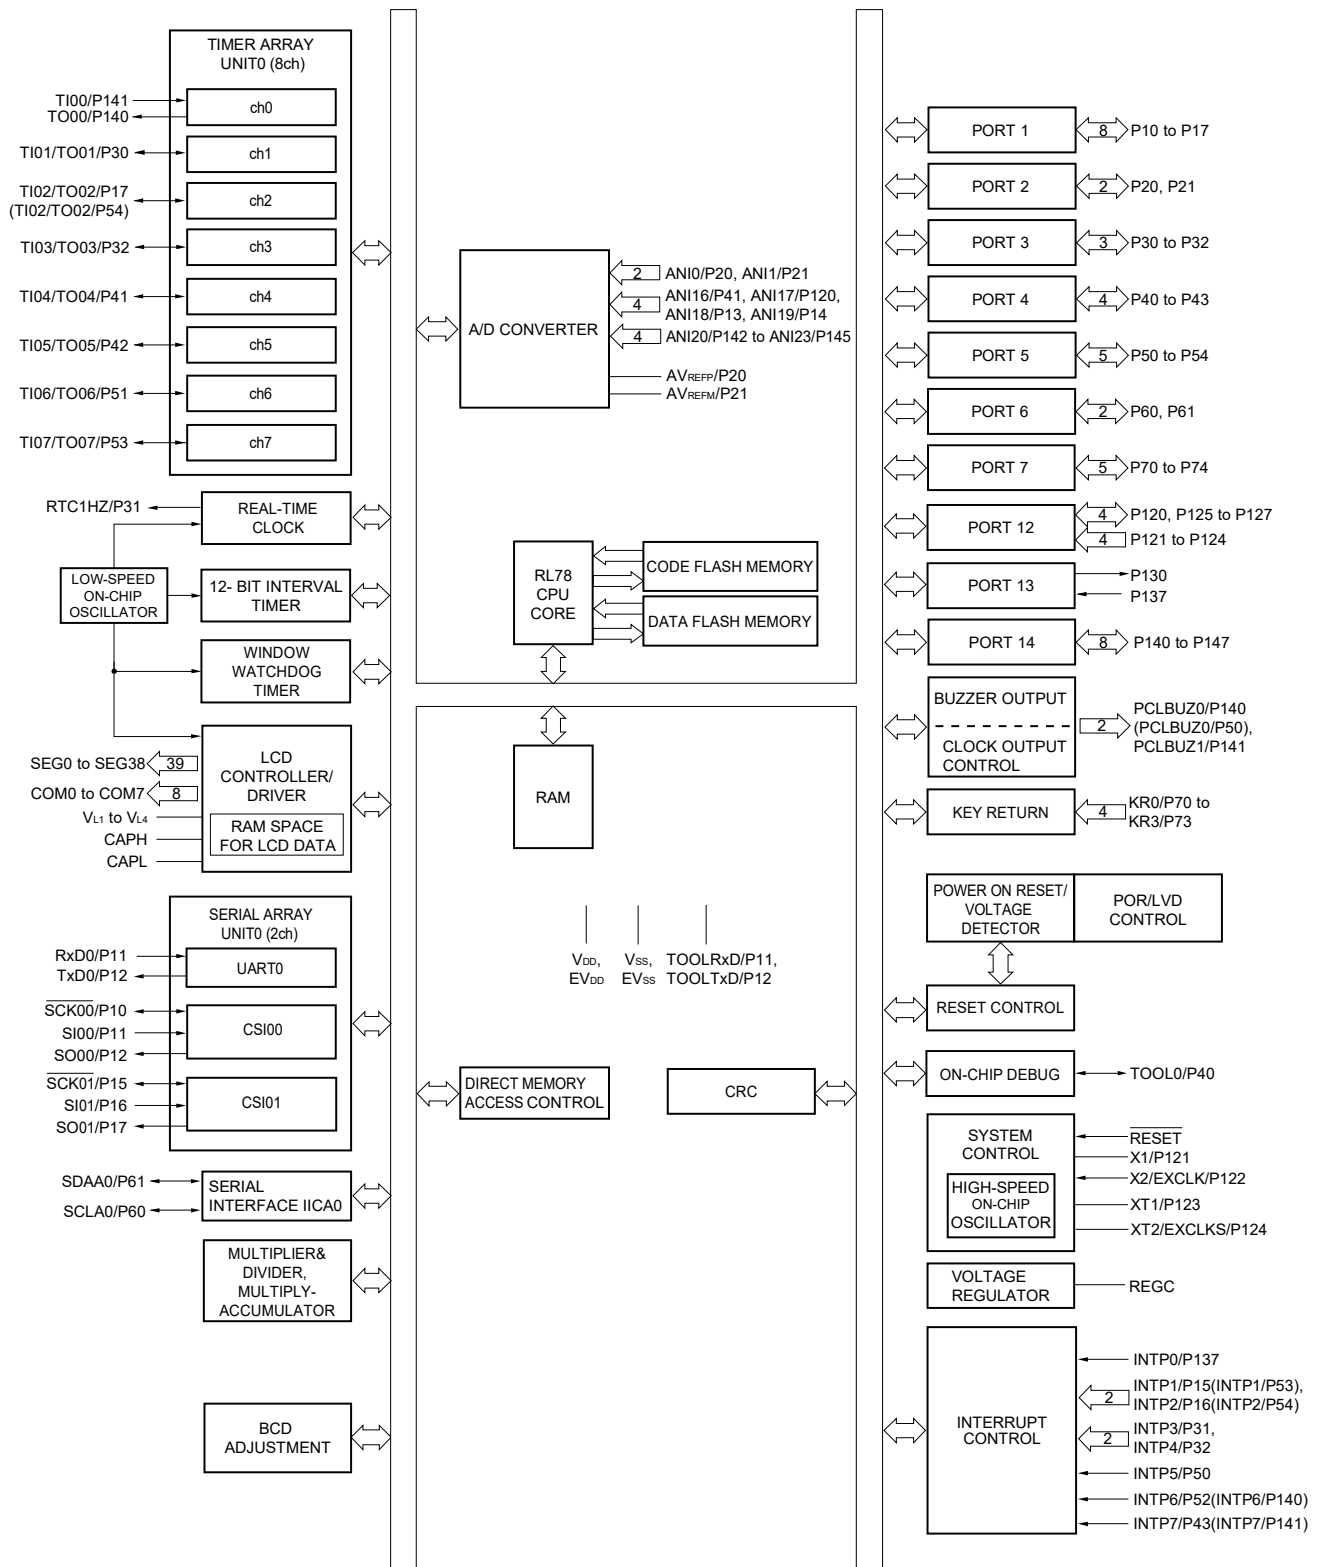 TIMER ARRAY
UNIT0 (8ch)
TI00/P141
TO00/P140
ch0
TI01/TO01/P30
ch1
TI02/TO02/P17
(TI02/TO02/P54)
ch2
TI03/TO03/P32
ch3
TI04/TO04/P41
ch4
TI05/TO05/P42
ch5
TI06/TO06/P51
ch6
TI07/TO07/P53
ch7
RTC1HZ/P31
REAL-TIME
CLOCK
LOW-SPEED
ON-CHIP
OSCILLATOR
12- BIT INTERVAL
TIMER
WINDOW
WATCHDOG
TIMER
LCD
CONTROLLER/
DRIVER
RAM SPACE
FOR LCD DATA
SEG0 to SEG38
39
COM0 to COM7
8
VL1 to VL4
CAPH
CAPL
SERIAL ARRAY
UNIT0 (2ch)
RxD0/P11
TxD0/P12
UART0
SCK00/P10
SI00/P11
SO00/P12
CSI00
SCK01/P15
SI01/P16
SO01/P17
CSI01
SDAA0/P61
SCLA0/P60
SERIAL
INTERFACE IICA0
MULTIPLIER&
DIVIDER,
MULTIPLY-
ACCUMULATOR
BCD
ADJUSTMENT
A/D CONVERTER
2
ANI0/P20, ANI1/P21
4
ANI16/P41, ANI17/P120,
ANI18/P13, ANI19/P14
4
ANI20/P142 to ANI23/P145
AVREFP/P20
AVREFM/P21
RL78
CPU
CORE
CODE FLASH MEMORY
DATA FLASH MEMORY
RAM
VDD,
EVDD
VSS,
EVSS
TOOLRxD/P11,
TOOLTxD/P12
DIRECT MEMORY
ACCESS CONTROL
CRC
PORT 1
8
P10 to P17
PORT 2
2
P20, P21
PORT 3
3
P30 to P32
PORT 4
4
P40 to P43
PORT 5
5
P50 to P54
PORT 6
2
P60, P61
PORT 7
5
P70 to P74
PORT 12
4
P120, P125 to P127
4
P121 to P124
PORT 13
P130
P137
PORT 14
8
P140 to P147
BUZZER OUTPUT
CLOCK OUTPUT
CONTROL
2
PCLBUZ0/P140
(PCLBUZ0/P50),
PCLBUZ1/P141
KEY RETURN
4
KR0/P70 to
KR3/P73
POWER ON RESET/
VOLTAGE
DETECTOR
POR/LVD
CONTROL
RESET CONTROL
ON-CHIP DEBUG
TOOL0/P40
SYSTEM
CONTROL
HIGH-SPEED
ON-CHIP
OSCILLATOR
RESET
X1/P121
X2/EXCLK/P122
XT1/P123
XT2/EXCLKS/P124
VOLTAGE
REGULATOR
REGC
INTERRUPT
CONTROL
INTP0/P137
2
INTP1/P15(INTP1/P53),
INTP2/P16(INTP2/P54)
2
INTP3/P31,
INTP4/P32
INTP5/P50
INTP6/P52(INTP6/P140)
INTP7/P43(INTP7/P141)